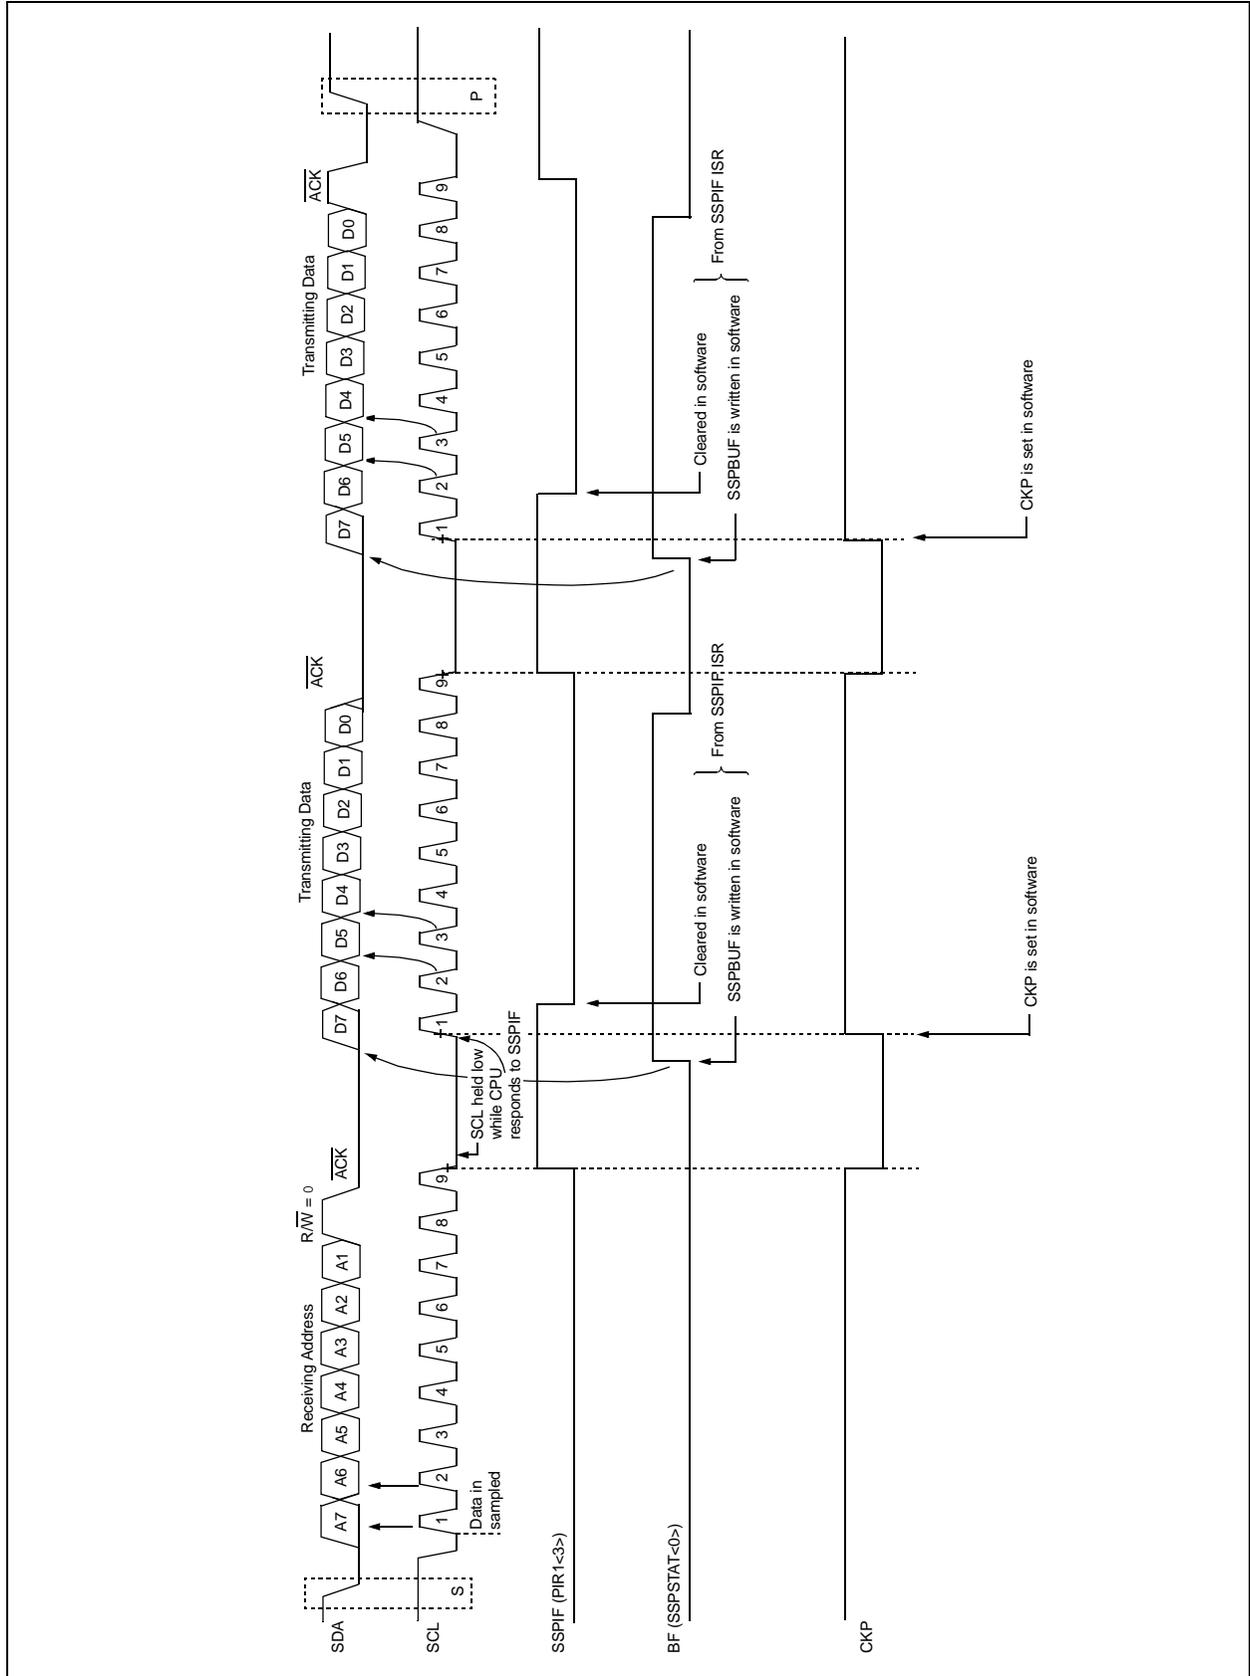 Receiving Address
R/W = 0
ACK
Transmitting Data
ACK
Transmitting Data
ACK
SDA
A7 A6 A5 A4 A3 A2 A1
D7 D6 D5 D4 D3 D2 D1 D0
D7 D6 D5 D4 D3 D2 D1 D0
SCL
S
1 2 3 4 5 6 7 8 9
1 2 3 4 5 6 7 8 9
1 2 3 4 5 6 7 8 9
P
Data in
sampled
SCL held low
while CPU
responds to SSPIF
SSPIF (PIR1<3>)
BF (SSPSTAT<0>)
Cleared in software
SSPBUF is written in software
From SSPIF ISR
Cleared in software
SSPBUF is written in software
From SSPIF ISR
CKP
CKP is set in software
CKP is set in software